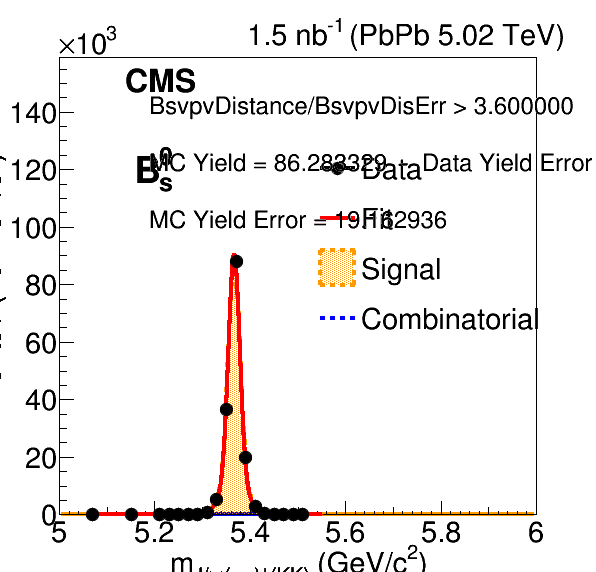 ×10³
1.5 nb⁻¹ (PbPb 5.02 TeV)
CMS
BsvpvDistance/BsvpvDisErr > 3.600000
MC Yield = 86.283329 Data Yield Error
B⁰s
Data
MC Yield Error = 19.162936
Fit
Signal
Combinatorial
140
120
100
80
60
40
20
0
5 5.2 5.4 5.6 5.8 6
m (GeV/c²)